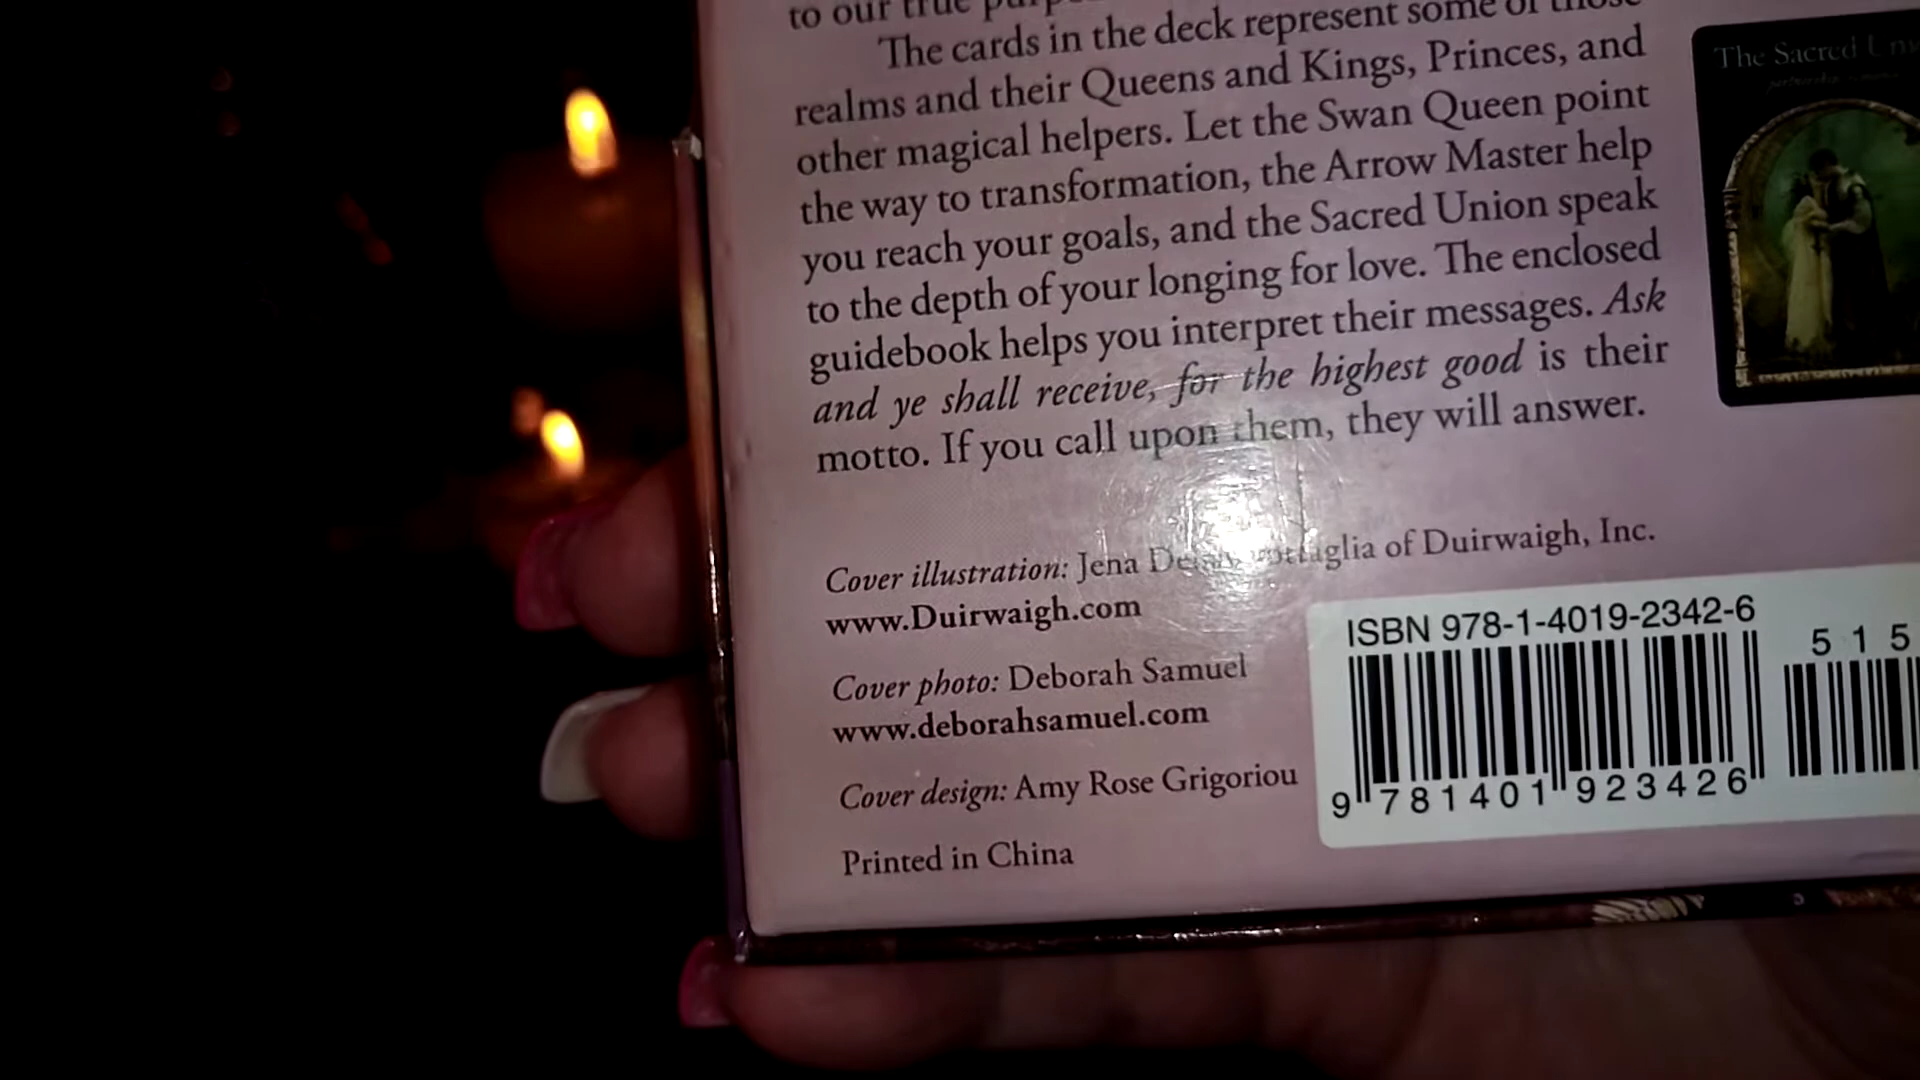 to our true
The cards in the deck represent some of those
realms and their Queens and Kings, Princes, and
other magical helpers. Let the Swan Queen point
the way to transformation, the Arrow Master help
you reach your goals, and the Sacred Union speak
to the depth of your longing for love. The enclosed
guidebook helps you interpret their messages. Ask
and ye shall receive, for the highest good is their
motto. If you call upon them, they will answer.
The Sacred
Cover illustration: Jena of Duirwaigh, Inc.
www.Duirwaigh.com
Cover photo: Deborah Samuel
www.deborahsamuel.com
Cover design: Amy Rose Grigoriou
Printed in China
ISBN 978-1-4019-2342-6
5 1 5
9 781401 923426